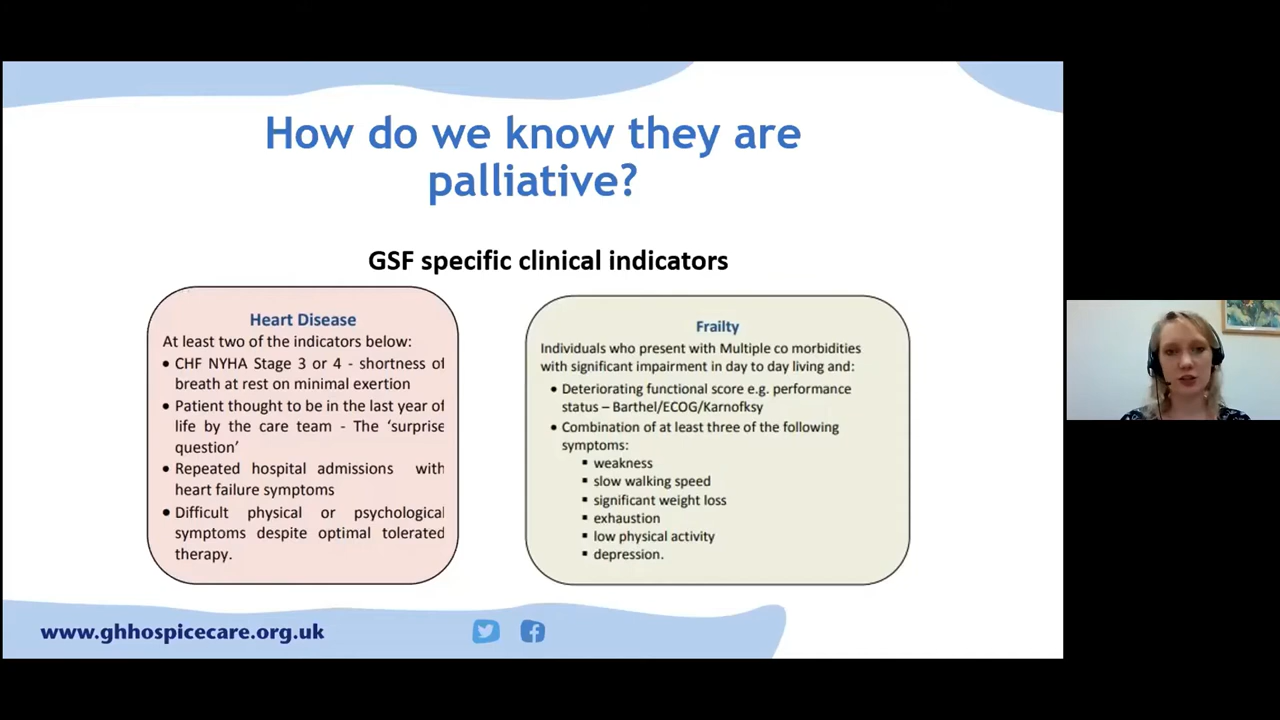 How do we know they are
palliative?
GSF specific clinical indicators
Heart Disease
At least two of the indicators below:
• CHF NYHA Stage 3 or 4 - shortness of
breath at rest on minimal exertion
• Patient thought to be in the last year of
life by the care team - The ‘surprise
question’
• Repeated hospital admissions with
heart failure symptoms
• Difficult physical or psychological
symptoms despite optimal tolerated
therapy.
Frailty
Individuals who present with Multiple co morbidities
with significant impairment in day to day living and:
• Deteriorating functional score e.g. performance
status – Barthel/ECOG/Karnofksy
• Combination of at least three of the following
symptoms:
▪ weakness
▪ slow walking speed
▪ significant weight loss
▪ exhaustion
▪ low physical activity
▪ depression.
www.ghhospicecare.org.uk